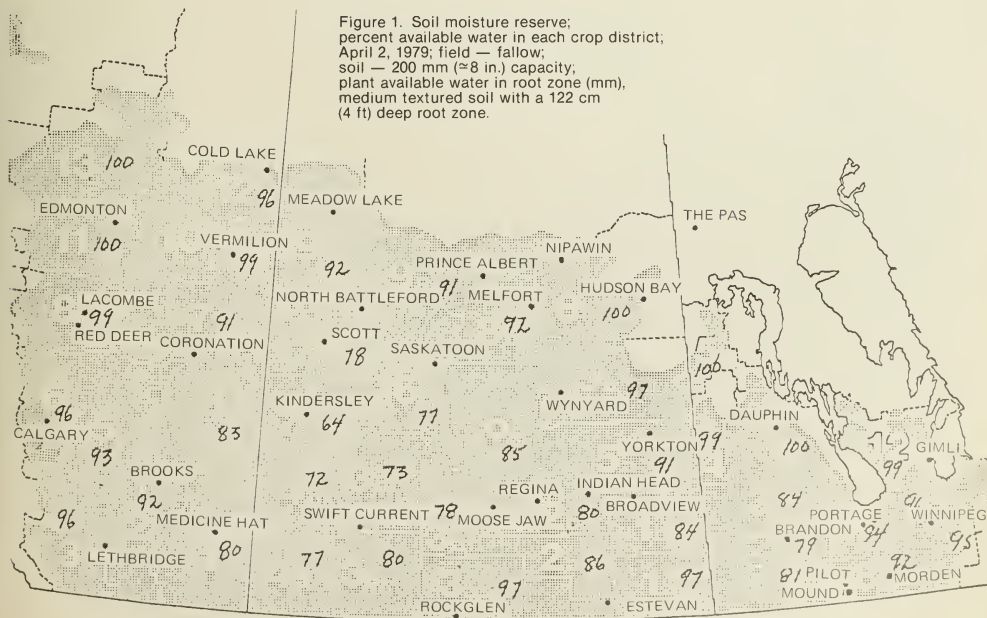 Figure 1. Soil moisture reserve;
percent available water in each crop district;
April 2, 1979; field — fallow;
soil — 200 mm (≃8 in.) capacity;
plant available water in root zone (mm),
medium textured soil with a 122 cm
(4 ft) deep root zone.
100
COLD LAKE
96
MEADOW LAKE
EDMONTON
100
THE PAS
VERMILION
99
92
NIPAWIN
PRINCE ALBERT
91
HUDSON BAY
NORTH BATTLEFORD
MELFORT
92
100
LACOMBE
99
RED DEER
91
CORONATION
SCOTT
78
SASKATOON
100
KINDERSLEY
64
77
WYNYARD
97
DAUPHIN
100
96
CALGARY
83
YORKTON
99
91
GIMLI
99
93
85
BROOKS
92
72
73
REGINA
INDIAN HEAD
80
BROADVIEW
84
91
96
MEDICINE HAT
80
SWIFT CURRENT
78
MOOSE JAW
84
PORTAGE
94
WINNIPEG
95
BRANDON
79
LETHBRIDGE
77
80
86
97
81
PILOT
MOUND
92
MORDEN
97
ROCKGLEN
ESTEVAN